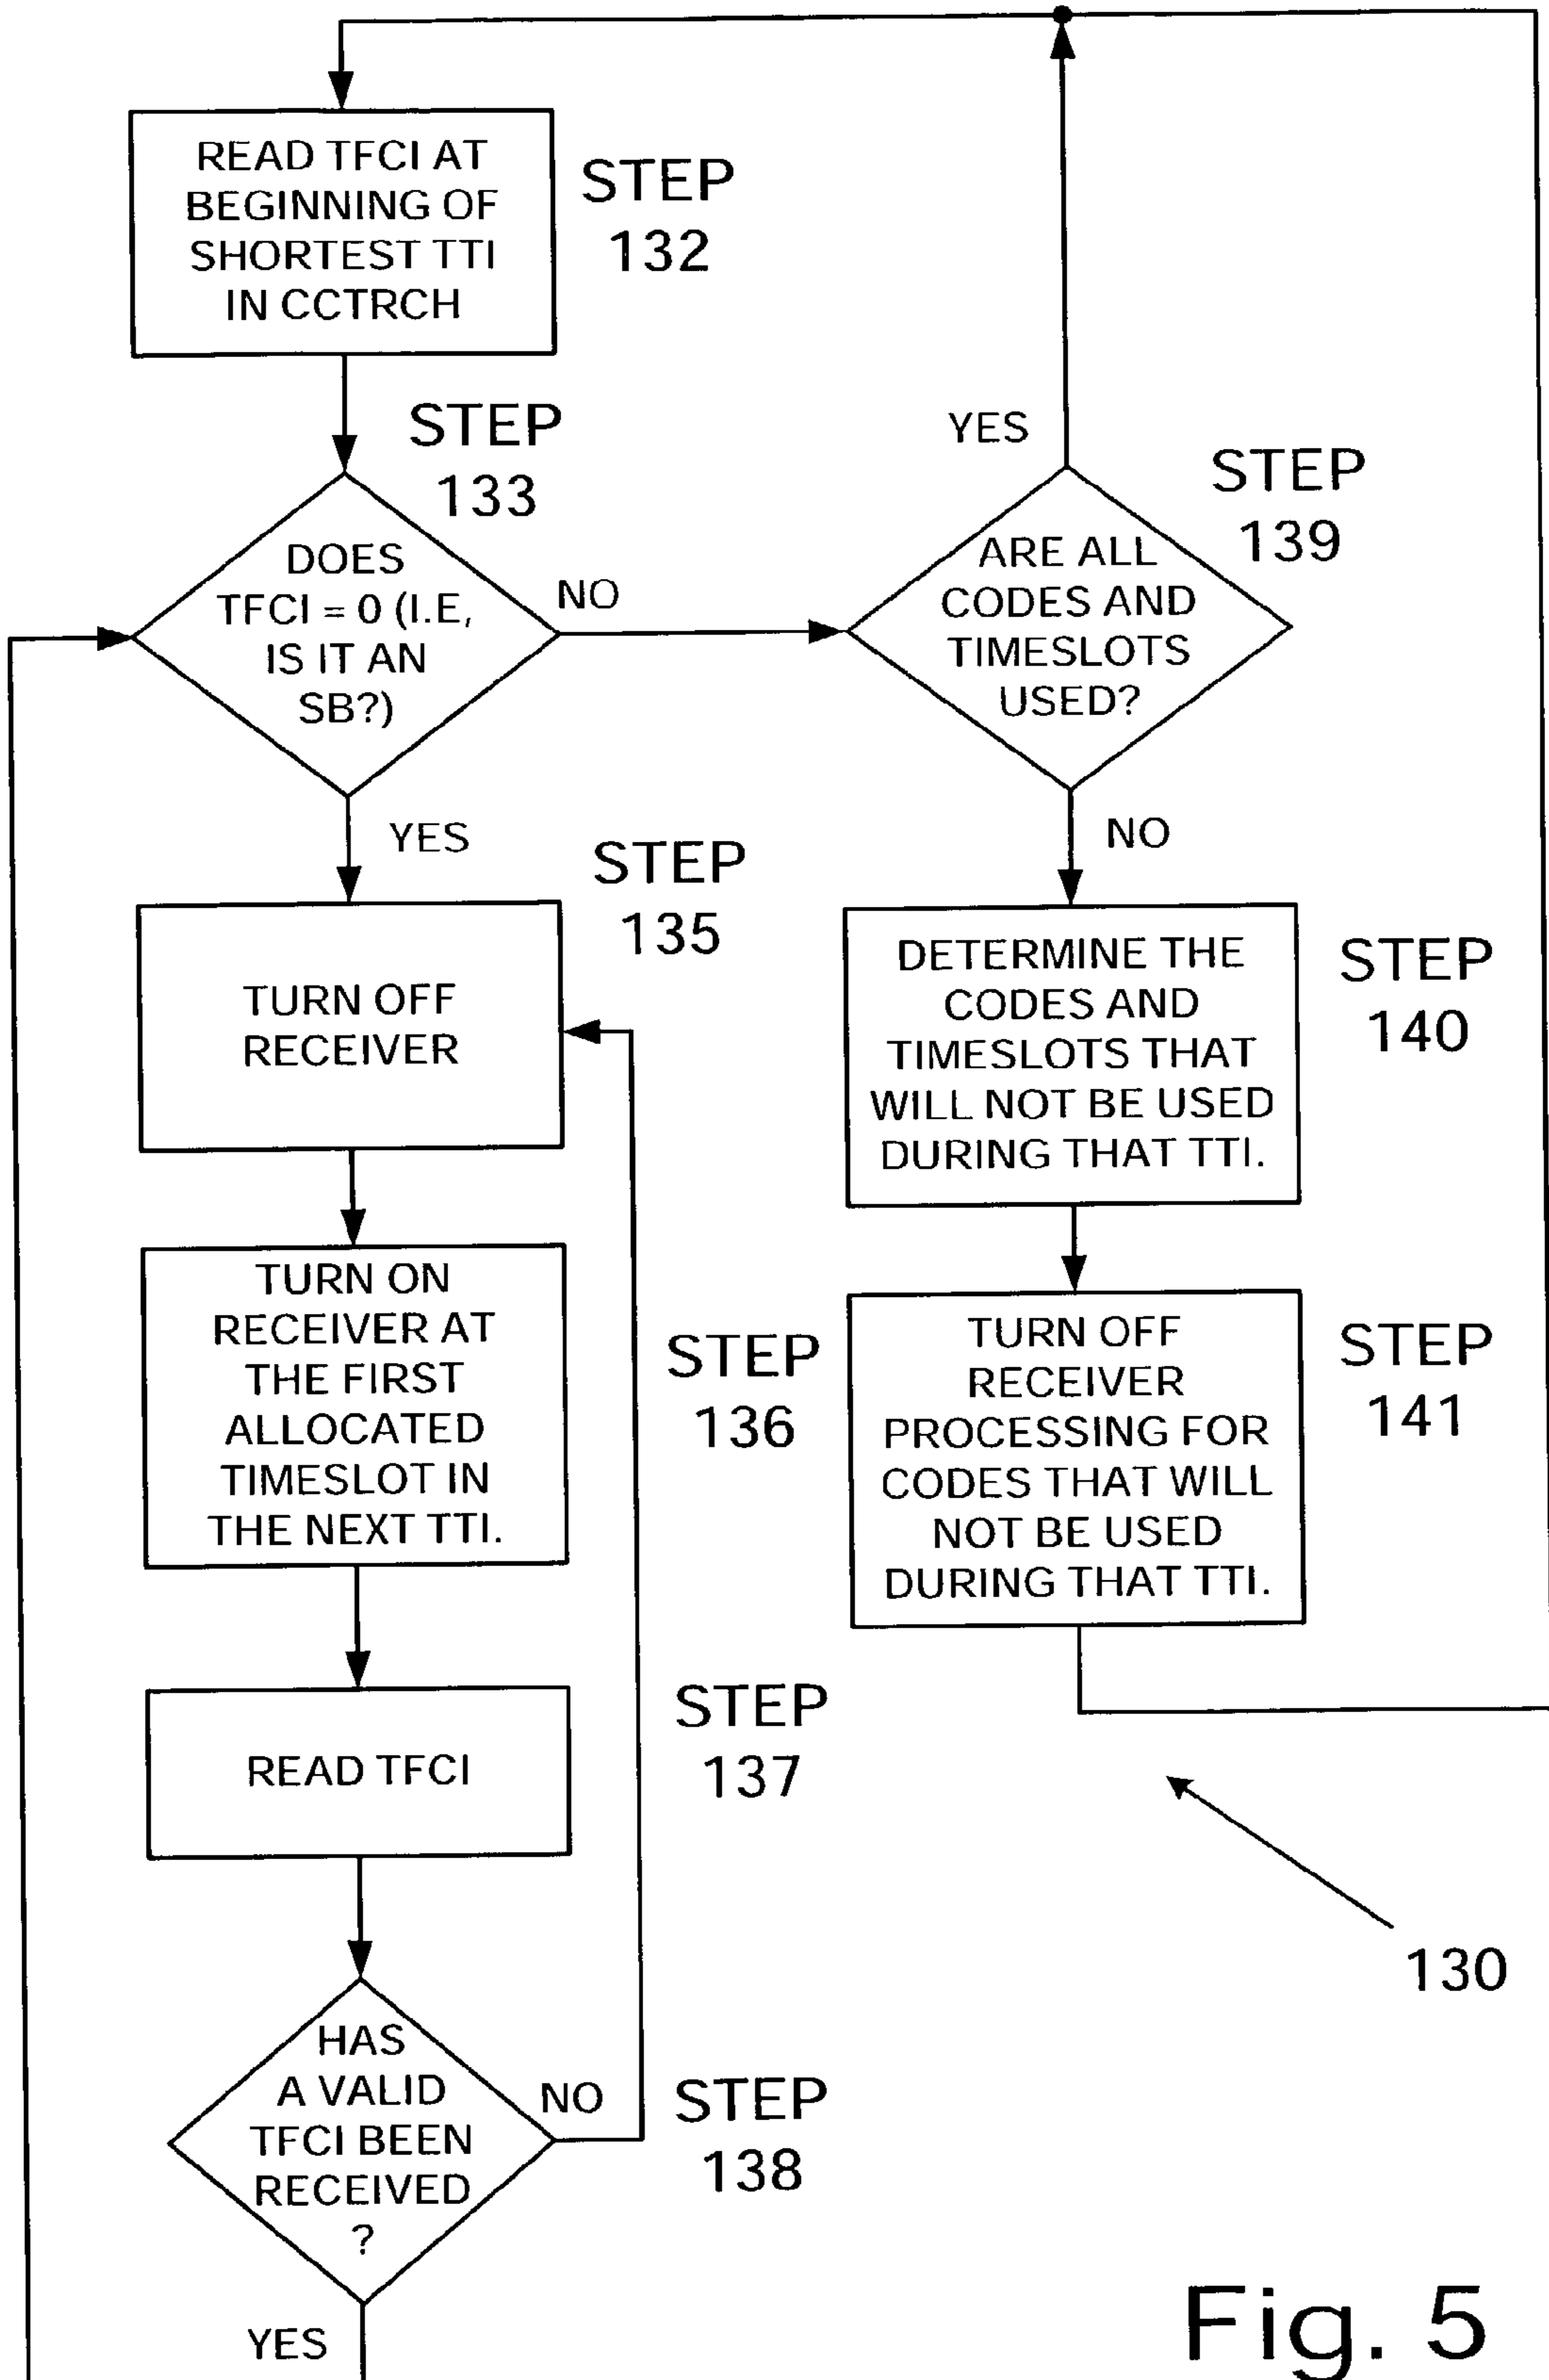 READ TFCI AT
BEGINNING OF
SHORTEST TTI
IN CCTRCH
STEP
132
STEP
133
DOES
TFCI = 0 (I.E,
IS IT AN
SB?)
NO
YES
YES
STEP
139
ARE ALL
CODES AND
TIMESLOTS
USED?
NO
STEP
135
TURN OFF
RECEIVER
DETERMINE THE
CODES AND
TIMESLOTS THAT
WILL NOT BE USED
DURING THAT TTI.
STEP
140
TURN ON
RECEIVER AT
THE FIRST
ALLOCATED
TIMESLOT IN
THE NEXT TTI.
STEP
136
TURN OFF
RECEIVER
PROCESSING FOR
CODES THAT WILL
NOT BE USED
DURING THAT TTI.
STEP
141
READ TFCI
STEP
137
130
HAS
A VALID
TFCI BEEN
RECEIVED
?
NO
STEP
138
YES
Fig. 5